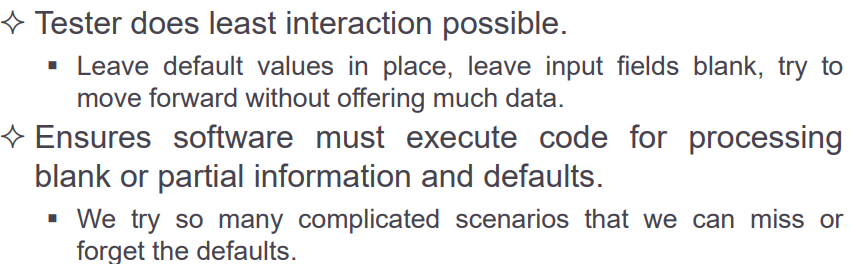 ✧ Tester does least interaction possible.
▪ Leave default values in place, leave input fields blank, try to
move forward without offering much data.
✧ Ensures software must execute code for processing
blank or partial information and defaults.
▪ We try so many complicated scenarios that we can miss or
forget the defaults.